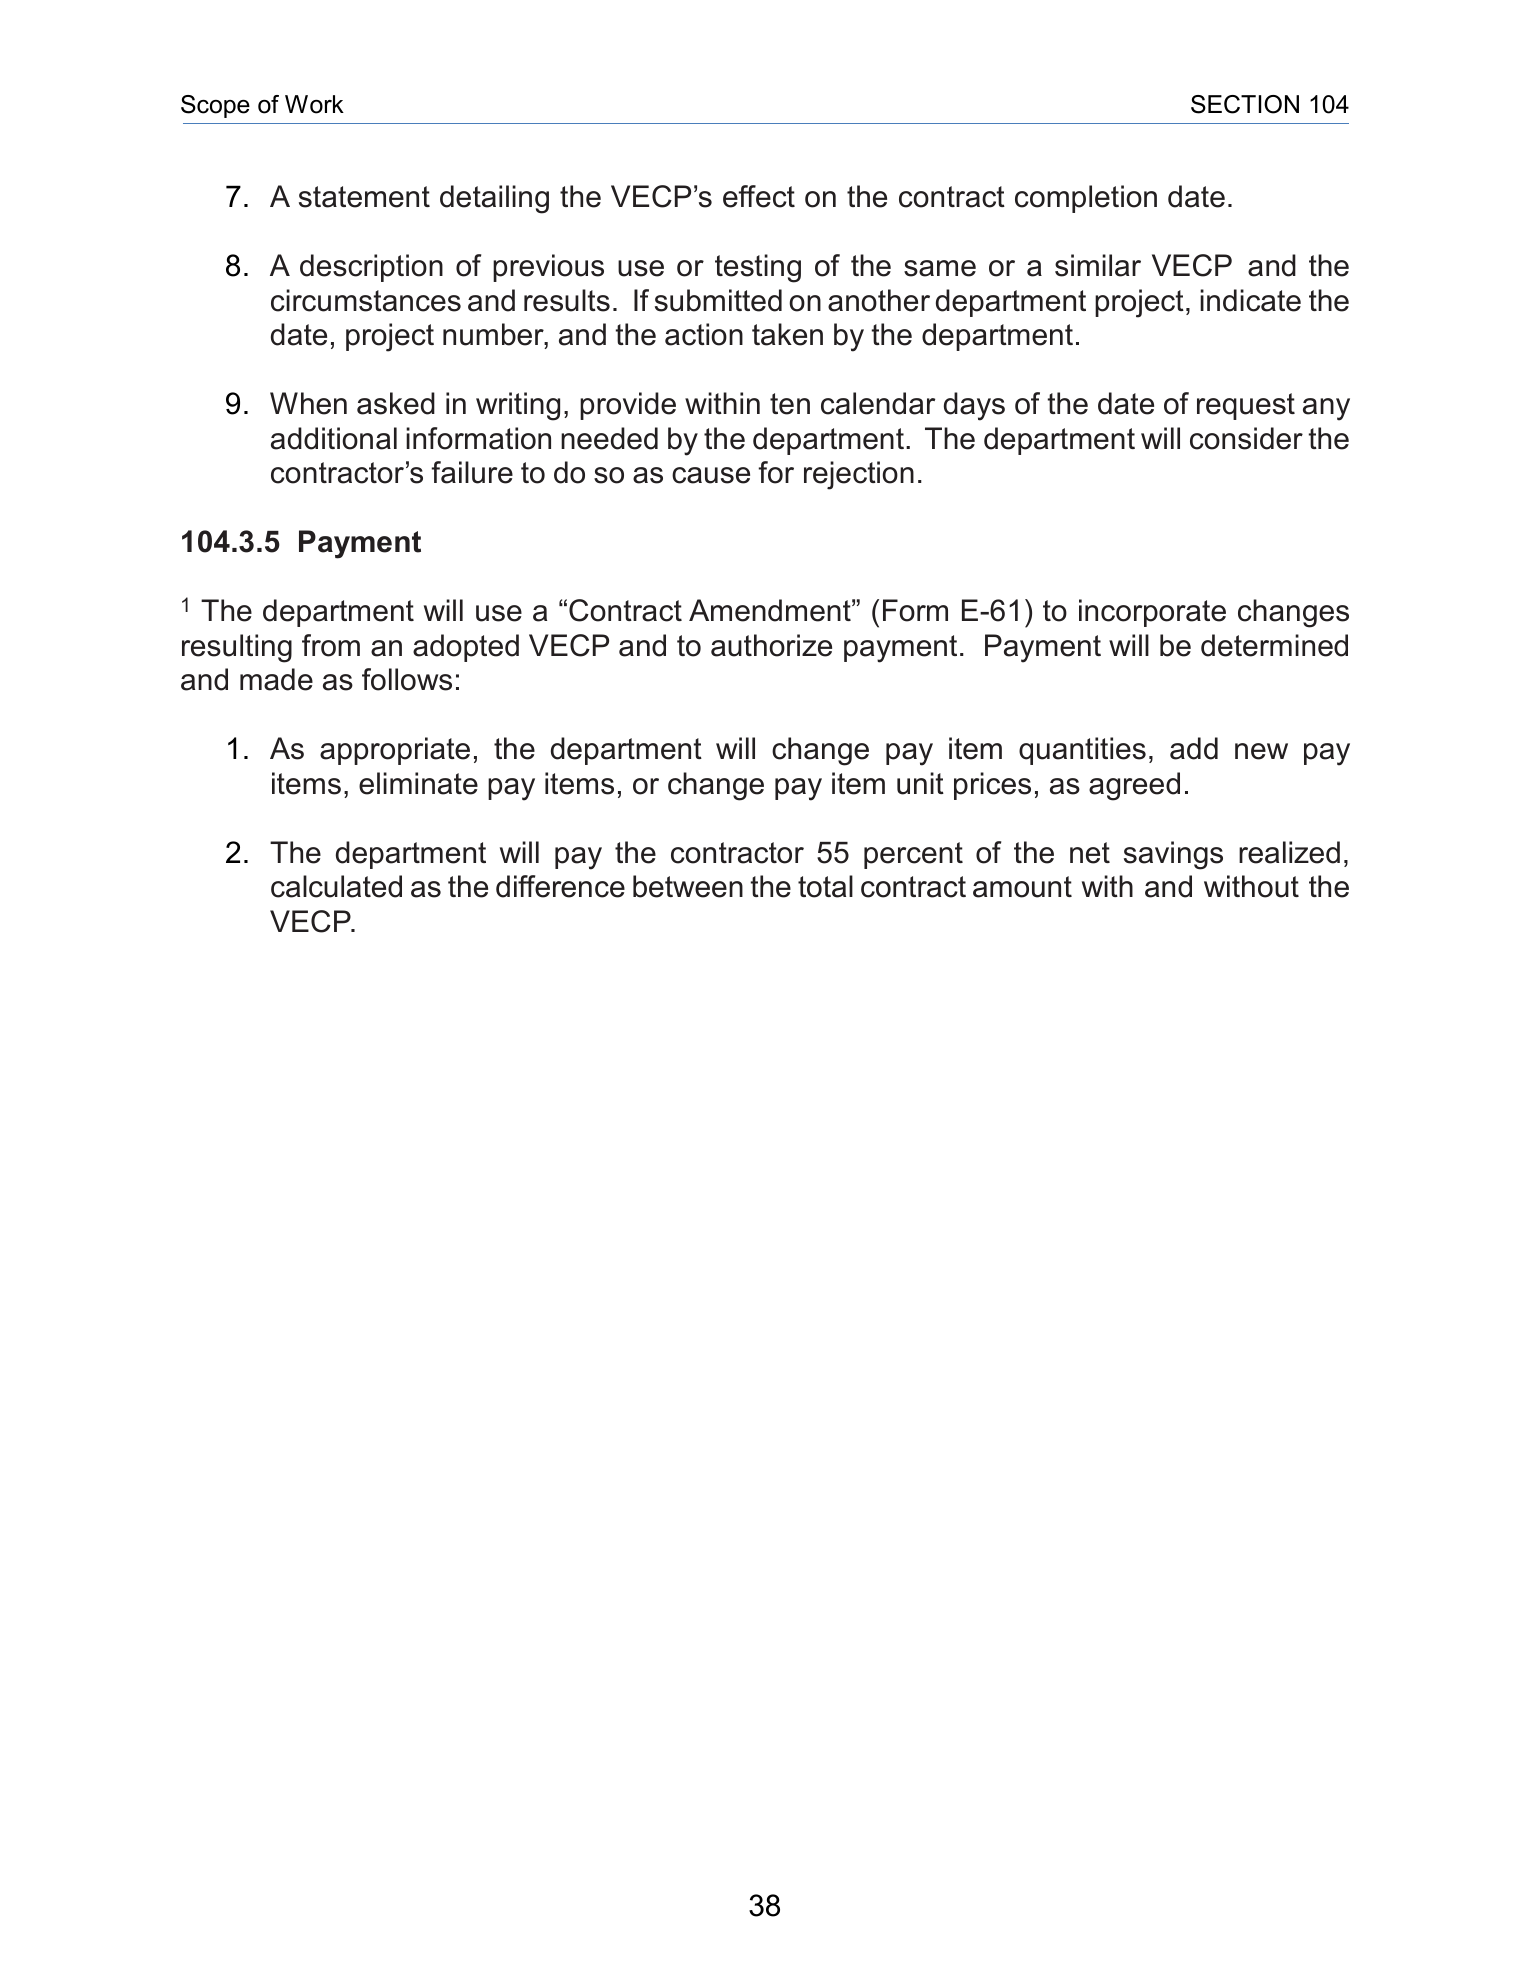 Scope of Work SECTION 104
7. A statement detailing the VECP’s effect on the contract completion date.
8. A description of previous use or testing of the same or a similar VECP and the
circumstances and results. If submitted on another department project, indicate the
date, project number, and the action taken by the department.
9. When asked in writing, provide within ten calendar days of the date of request any
additional information needed by the department. The department will consider the
contractor’s failure to do so as cause for rejection.
104.3.5 Payment
1 The department will use a “Contract Amendment” (Form E-61) to incorporate changes
resulting from an adopted VECP and to authorize payment. Payment will be determined
and made as follows:
1. As appropriate, the department will change pay item quantities, add new pay
items, eliminate pay items, or change pay item unit prices, as agreed.
2. The department will pay the contractor 55 percent of the net savings realized,
calculated as the difference between the total contract amount with and without the
VECP.
38